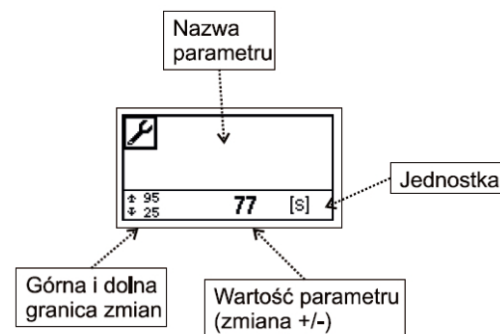 Nazwa
parametru
95
25
77
[s]
Jednostka
Górna i dolna
granica zmian
Wartość parametru
(zmiana +/-)